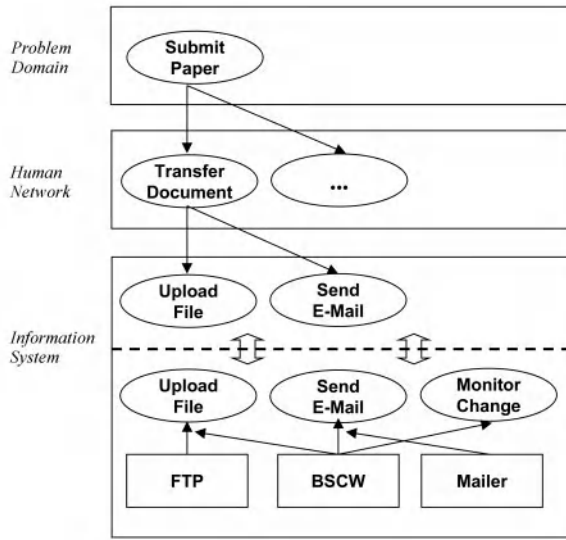 Problem
Domain
Submit
Paper
Human
Network
Transfer
Document
...
Information
System
Upload
File
Send
E-Mail
Upload
File
Send
E-Mail
Monitor
Change
FTP
BSCW
Mailer